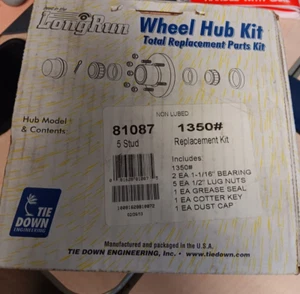 LongRun
Wheel Hub Kit
Total Replacement Parts Kit
NON LUBED
Hub Model
& Contents:
81087
5 Stud
1350#
Replacement Kit
Includes:
1350#
2 EA 1-1/16" BEARING
5 EA 1/2" LUG NUTS
1 EA GREASE SEAL
1 EA COTTER KEY
1 EA DUST CAP
TIE
DOWN
ENGINEERING
Manufactured and packaged in the U.S.A.
TIE DOWN ENGINEERING, Inc. • www.tiedown.com